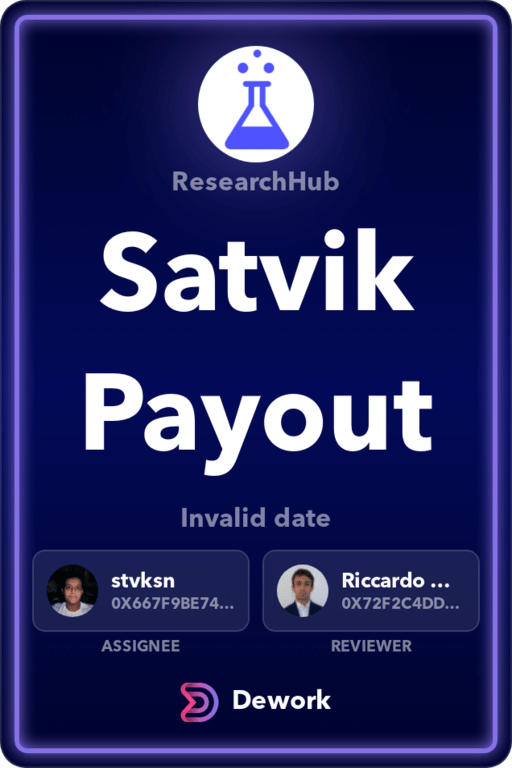 ResearchHub
Satvik
Payout
Invalid date
stvksn
0X667F9BE74...
Riccardo ...
0X72F2C4DD...
ASSIGNEE
REVIEWER
Dework